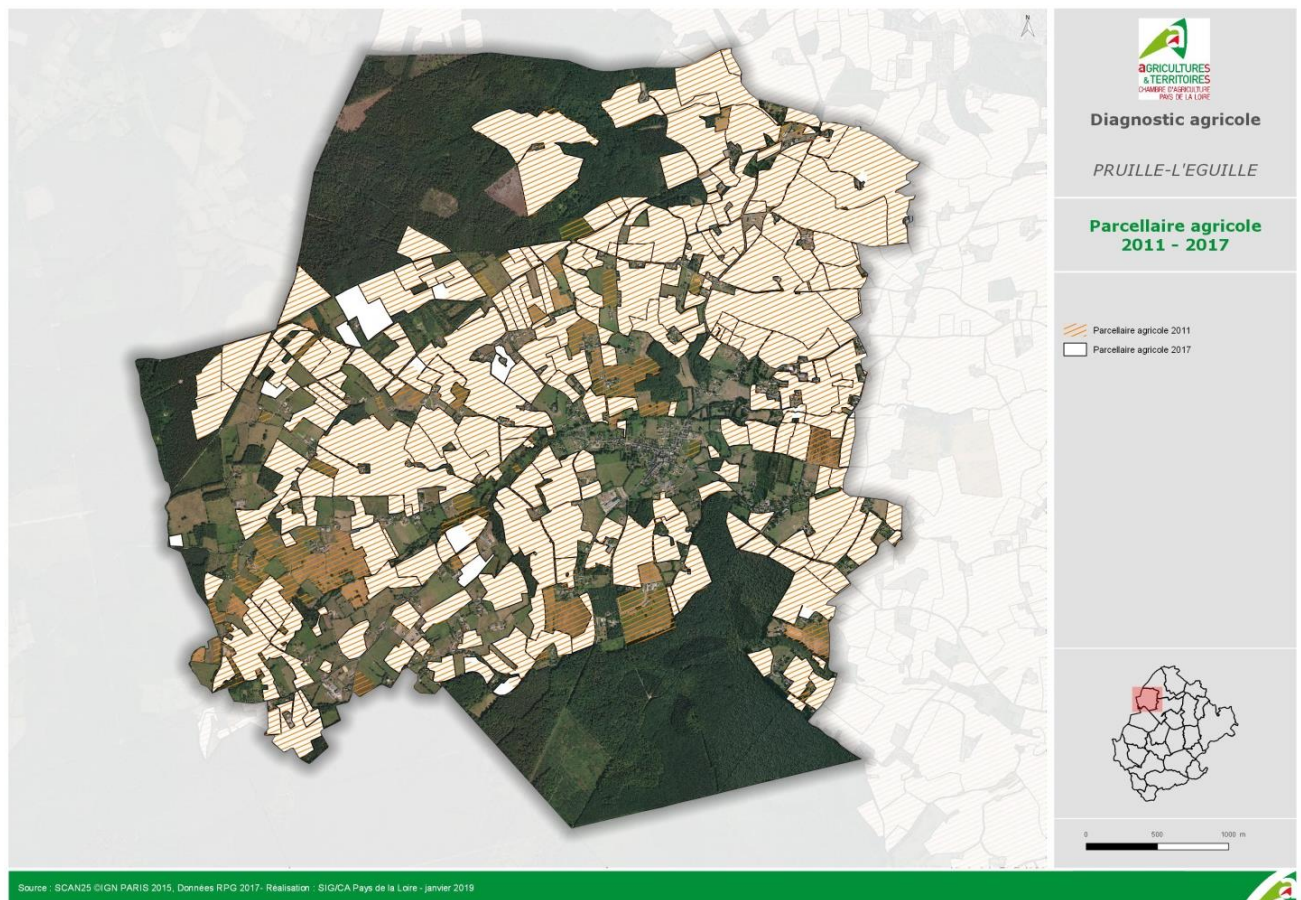 N
AGRICULTURES
& TERRITOIRES
CHAMBRE D'AGRICULTURE
PAYS DE LA LOIRE
Diagnostic agricole
PRUILLE-L'EGUILLE
Parcellaire agricole
2011 - 2017
Parcellaire agricole 2011
Parcellaire agricole 2017
0 500 1000 m
Source : SCAN25 ©IGN PARIS 2015, Données RPG 2017- Réalisation : SIG/CA Pays de la Loire - janvier 2019